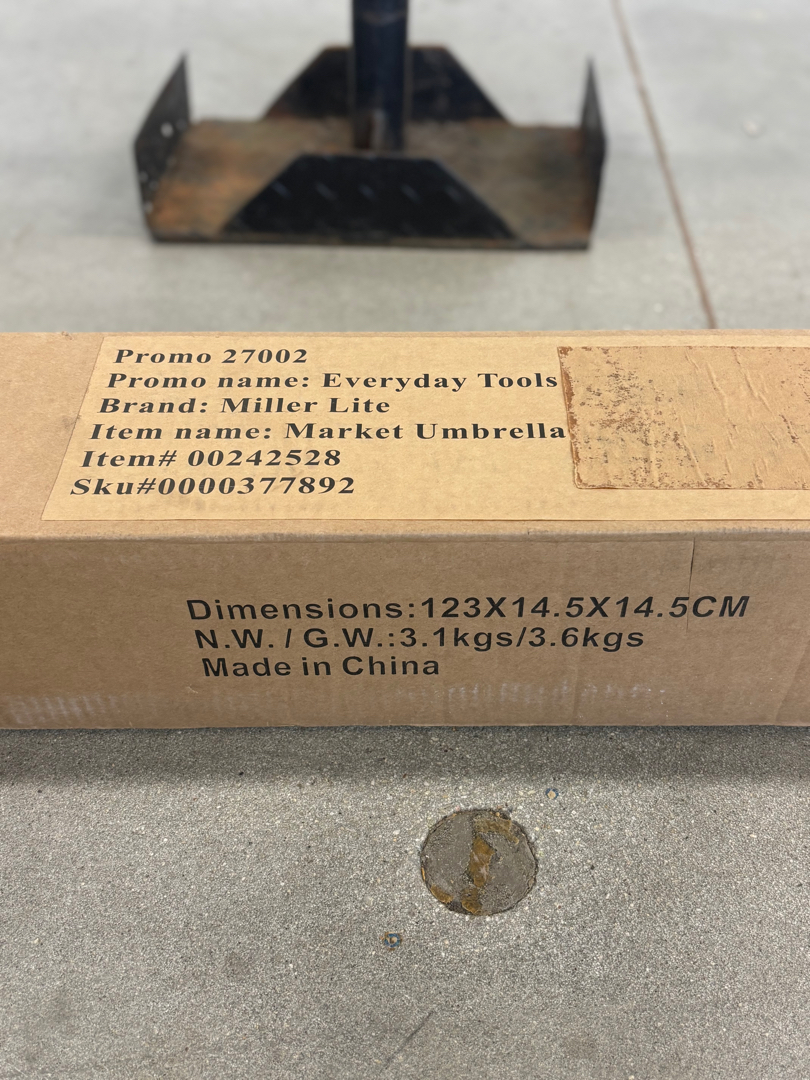 Promo 27002
Promo name: Everyday Tools
Brand: Miller Lite
Item name: Market Umbrella
Item# 00242528
Sku#0000377892
Dimensions:123X14.5X14.5CM
N.W. / G.W.:3.1kgs/3.6kgs
Made in China